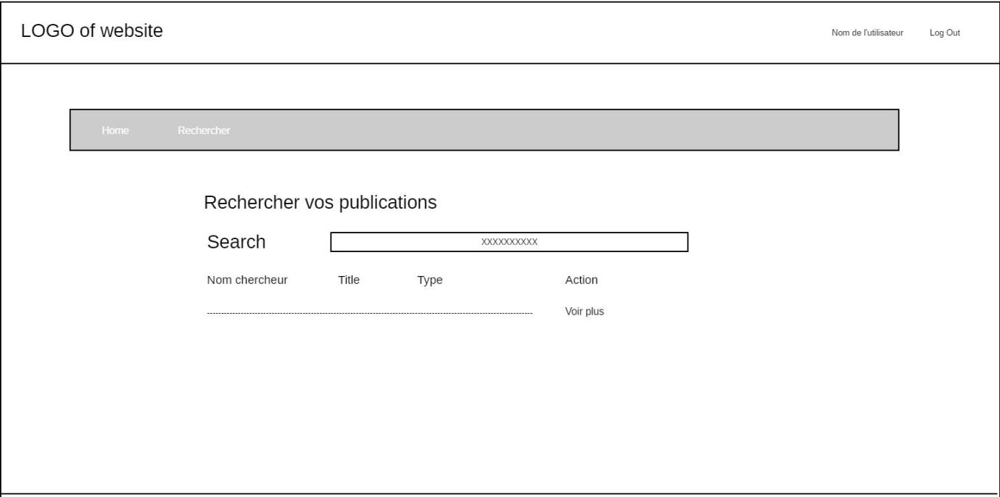 LOGO of website
Nom de l'utilisateur Log Out
Home Rechercher
Rechercher vos publications
Search XXXXXXXXXX
Nom chercheur Title Type Action
Voir plus